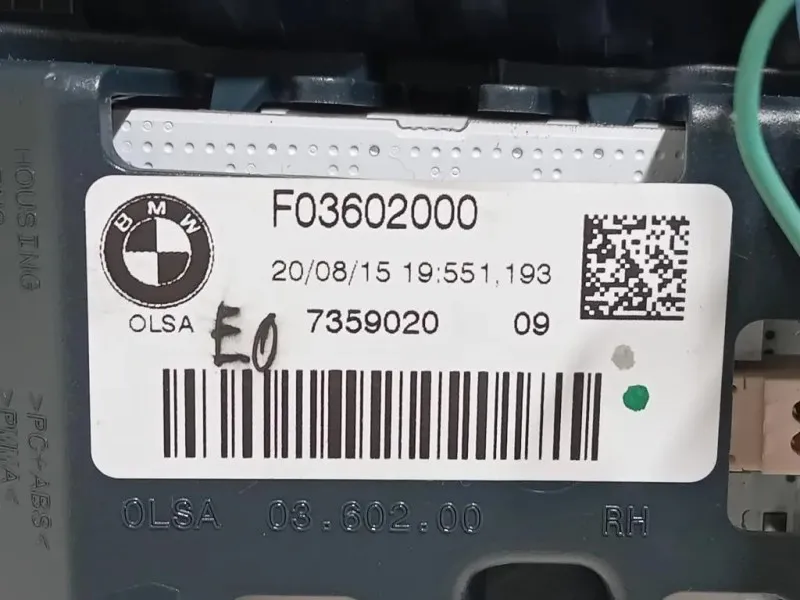 F03602000
BMW
20/08/15 19:551,193
OLSA
E0
7359020 09
OLSA 03.602.00 RH
HOUSING
>PC+ABS<
>PMMA<